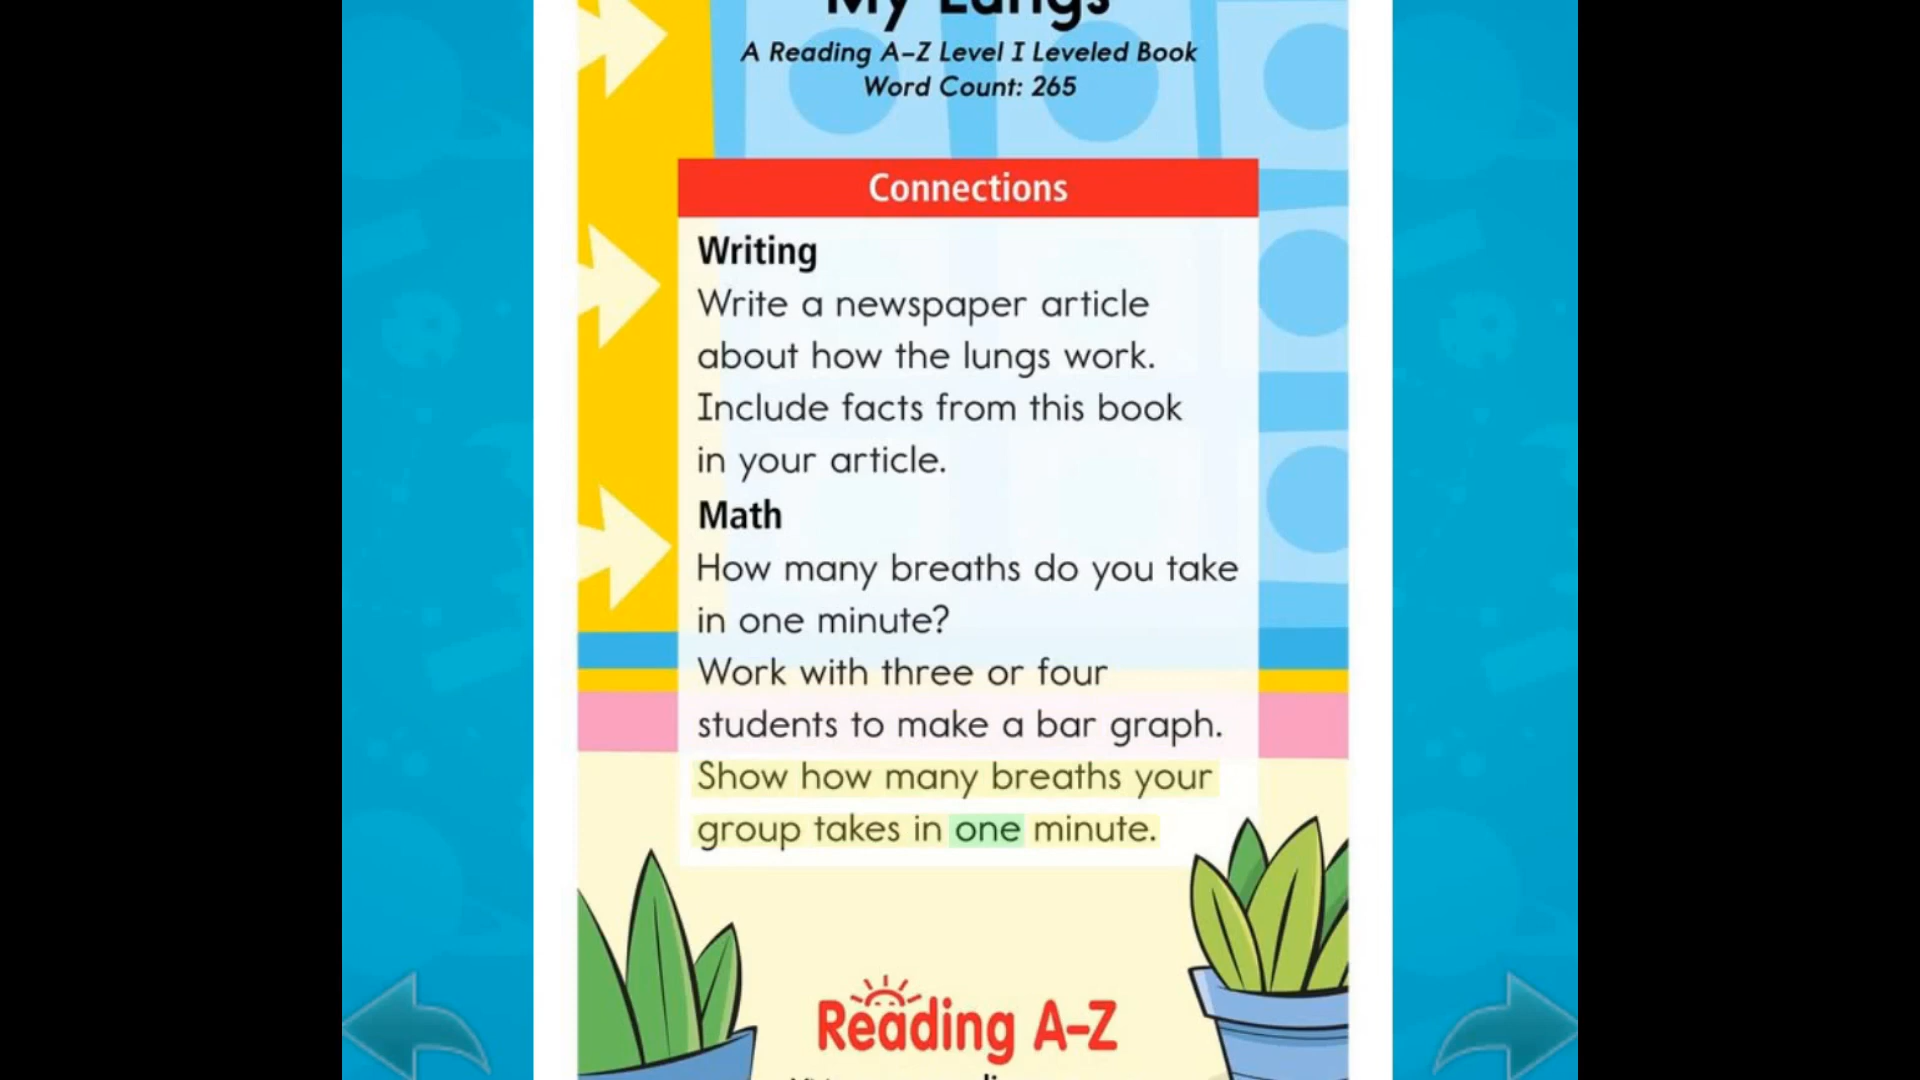 My Lungs
A Reading A–Z Level I Leveled Book
Word Count: 265
Connections
Writing
Write a newspaper article
about how the lungs work.
Include facts from this book
in your article.
Math
How many breaths do you take
in one minute?
Work with three or four
students to make a bar graph.
Show how many breaths your
group takes in one minute.
Reading A–Z